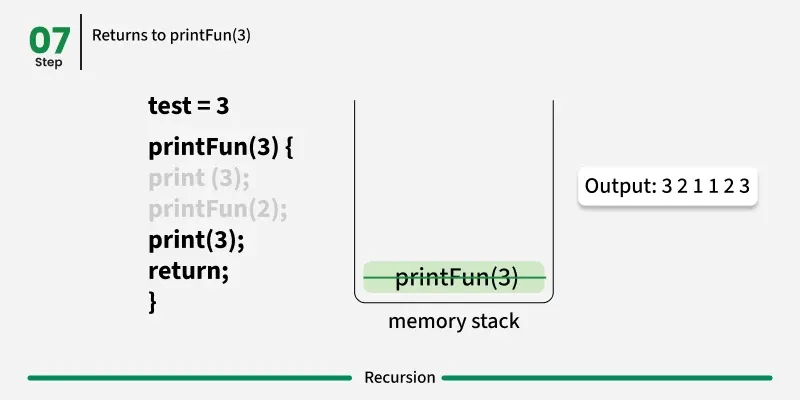 07
Step
Returns to printFun(3)
test = 3
printFun(3) {
print (3);
printFun(2);
print(3);
return;
}
printFun(3)
memory stack
Output: 3 2 1 1 2 3
Recursion